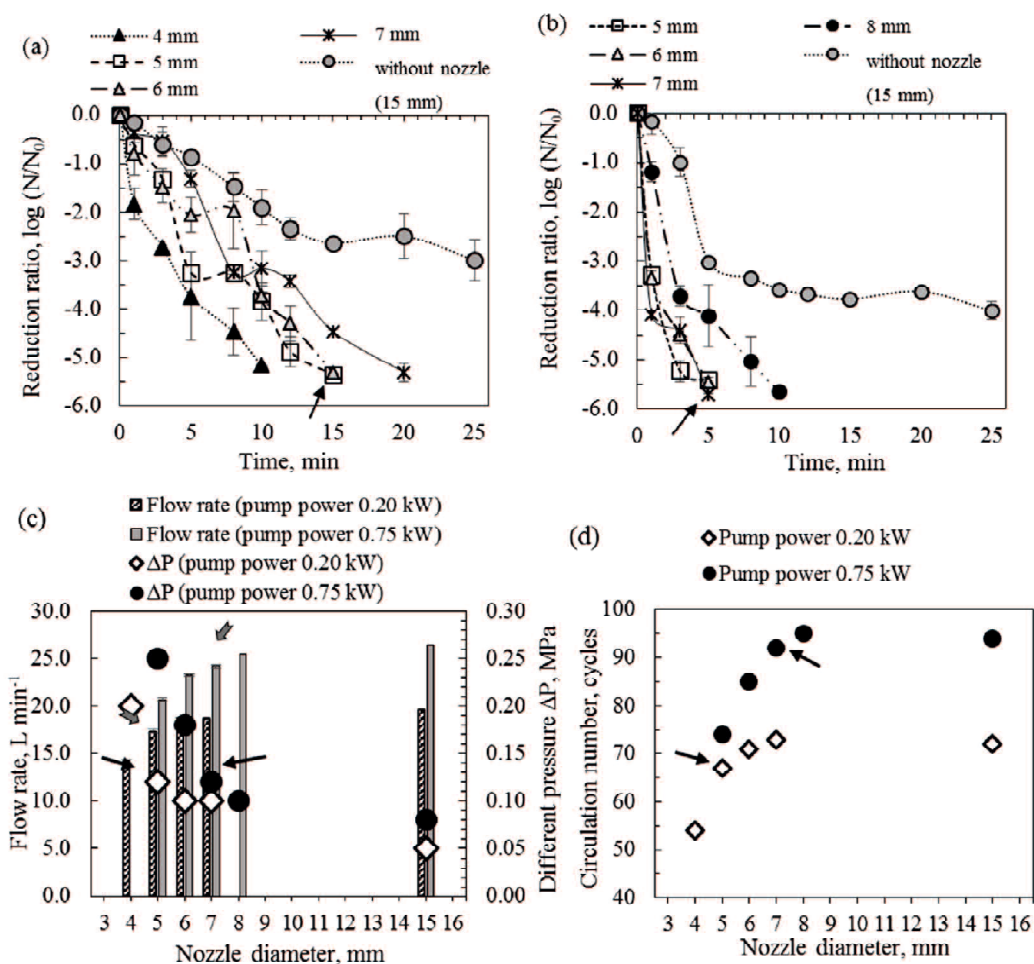 (a)
4 mm
5 mm
6 mm
7 mm
without nozzle
(15 mm)
0.0
-1.0
-2.0
-3.0
-4.0
-5.0
-6.0
Reduction ratio, log (N/N₀)
0 5 10 15 20 25
Time, min
(b)
5 mm
6 mm
7 mm
8 mm
without nozzle
(15 mm)
0.0
-1.0
-2.0
-3.0
-4.0
-5.0
-6.0
Reduction ratio, log (N/N₀)
0 5 10 15 20 25
Time, min
(c)
Flow rate (pump power 0.20 kW)
Flow rate (pump power 0.75 kW)
ΔP (pump power 0.20 kW)
ΔP (pump power 0.75 kW)
30.0
25.0
20.0
15.0
10.0
5.0
0.0
Flow rate, L min⁻¹
0.30
0.25
0.20
0.15
0.10
0.05
0.00
Different pressure ΔP, MPa
3 4 5 6 7 8 9 10 11 12 13 14 15 16
Nozzle diameter, mm
(d)
Pump power 0.20 kW
Pump power 0.75 kW
100
90
80
70
60
50
40
Circulation number, cycles
3 4 5 6 7 8 9 10 11 12 13 14 15 16
Nozzle diameter, mm